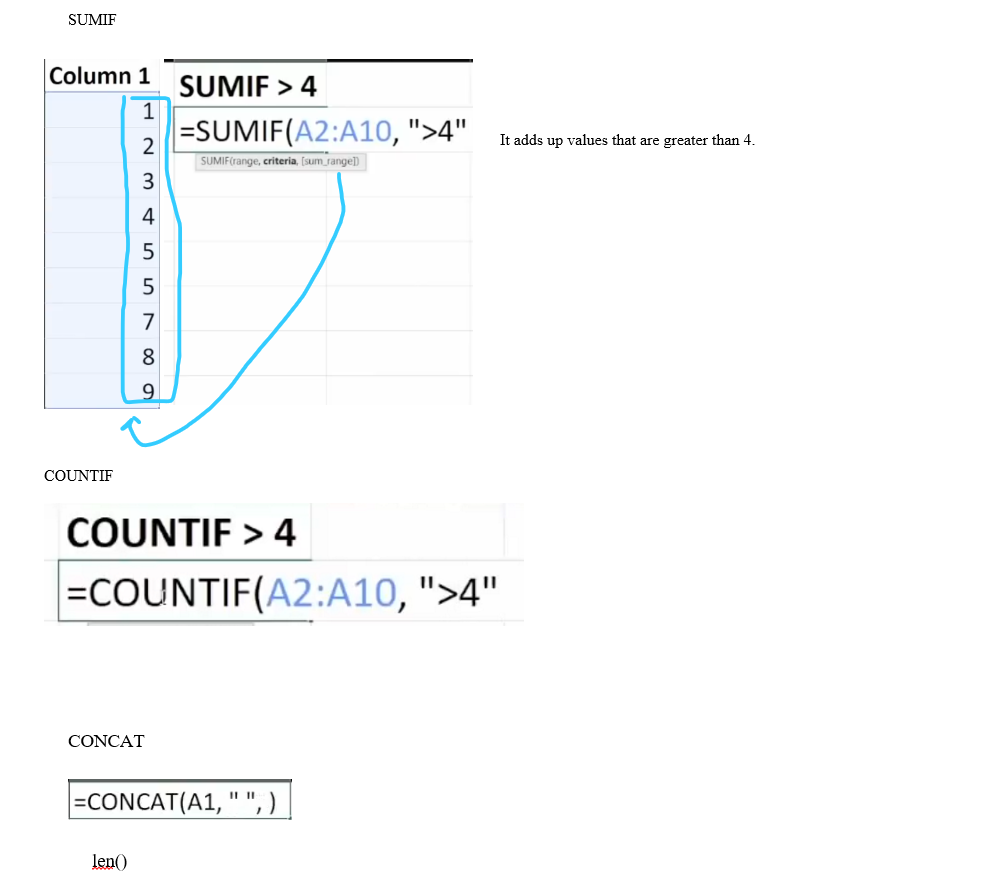 SUMIF
Column 1
SUMIF > 4
1
=SUMIF(A2:A10, ">4"
It adds up values that are greater than 4.
2
SUMIF(range, criteria, [sum_range])
3
4
5
5
7
8
9
COUNTIF
COUNTIF > 4
=COUNTIF(A2:A10, ">4"
CONCAT
=CONCAT(A1, " ", )
len()